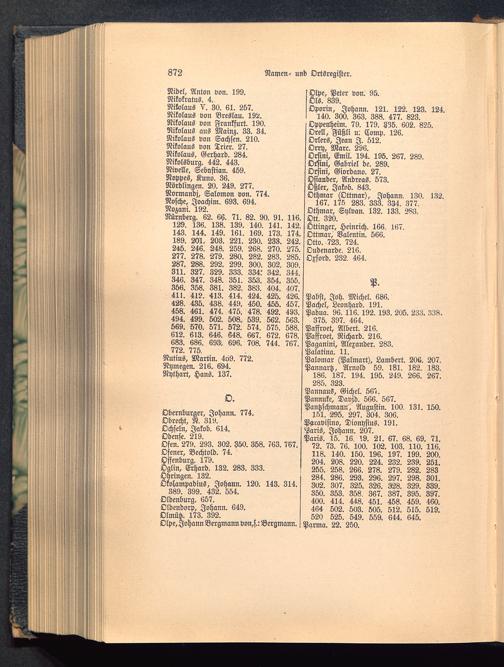 872 Namen- und Ortsregister.
Nidel, Anton von. 199.
Nikokratus. 4.
Nikolaus V. 30. 61. 257.
Nikolaus von Breslau. 192.
Nikolaus von Frankfurt. 190.
Nikolaus aus Mainz. 33. 34.
Nikolaus von Sachsen. 210.
Nikolaus von Trier. 27.
Nikolaus, Gerhard. 284.
Nikolsburg. 442. 443.
Nivelle, Sebastian. 459.
Noppes, Kuno. 36.
Nördlingen. 20. 249. 277.
Normandj, Salomon von. 774.
Nosche, Joachim. 693. 694.
Nozani. 192.
Nürnberg. 62. 66. 71. 82. 90. 91. 116.
129. 136. 138. 139. 140. 141. 142.
143. 144. 149. 161. 169. 173. 174.
189. 201. 203. 221. 230. 233. 242.
245. 246. 248. 259. 268. 270. 275.
277. 278. 279. 280. 282. 283. 285.
287. 288. 292. 299. 300. 302. 309.
311. 327. 329. 333. 334. 342. 344.
346. 347. 348. 351. 353. 354. 355.
356. 358. 381. 382. 383. 404. 407.
411. 412. 413. 414. 424. 425. 426.
428. 435. 438. 449. 450. 455. 457.
458. 461. 474. 475. 478. 492. 493.
494. 499. 502. 508. 539. 562. 563.
569. 570. 571. 572. 574. 575. 588.
612. 613. 646. 648. 667. 672. 678.
683. 686. 693. 696. 708. 744. 767.
772. 775.
Nutius, Martin. 459. 772.
Nymegen. 216. 694.
Nythart, Hans. 137.
O.
Obernburger, Johann. 774.
Obrecht, N. 319.
Ochseln, Jakob. 614.
Odense. 219.
Ofen. 279. 293. 302. 350. 358. 763. 767.
Ofener, Bechtold. 74.
Offenburg. 179.
Oglin, Erhard. 132. 283. 333.
Öhringen. 132.
Ökolampadius, Johann. 120. 143. 314.
389. 399. 432. 554.
Oldenburg. 657.
Oldendorp, Johann. 649.
Olmütz. 173. 392.
Olpe, Johann Bergmann von, s: Bergmann.
Olpe, Peter von. 95.
Öls. 839.
Oporin, Johann. 121. 122. 123. 124.
140. 300. 363. 388. 477. 823.
Oppenheim. 79. 179. 335. 602. 825.
Orell, Füßli u. Comp. 126.
Orlers, Jean J. 512.
Orry, Marc. 296.
Orsini, Emil. 194. 195. 267. 289.
Orsini, Gabriel de. 289.
Orsini, Giordano. 27.
Osiander, Andreas. 573.
Ößler, Jakob. 843.
Othmar (Ottmar), Johann. 130. 132.
167. 175 283. 333. 334. 377.
Othmar, Sylvan. 132. 133. 283.
Ott. 320.
Öttinger, Heinrich. 166. 167.
Ottmar, Valentin. 566.
Otto. 723. 724.
Oudenarde. 216.
Oxford. 232. 464.
P.
Pabst, Joh. Michel. 686.
Pachel, Leonhard. 191.
Padua. 96. 116. 192. 193. 205. 233. 338.
375. 397. 464.
Paffroet, Albert. 216.
Paffroet, Richard. 216.
Paganini, Alexander. 283.
Palatina. 11.
Palomar (Palmart), Lambert. 206. 207.
Pannartz, Arnold 59. 181. 182. 183.
186. 187. 194. 195. 249. 266. 267.
285. 323.
Pannaus, Gichel. 567.
Pannuke, David. 566. 567.
Pantzschmann, Augustin. 100. 131. 150.
151. 295. 297. 304. 306.
Paravisinu, Dionysius. 191.
Paris, Johann. 207.
Paris. 15. 16. 19. 21. 67. 68. 69. 71.
72. 73. 76. 100. 102. 103. 110. 116.
118. 140. 150. 196. 197. 199. 200.
204. 208. 220. 224. 232. 239. 251.
255. 258. 266. 278. 279. 282. 283
284. 286. 293. 296. 297. 298. 301.
302. 307. 325. 326. 328. 329. 339.
350. 353. 358. 367. 387. 395. 397.
400. 414. 448. 451. 458. 459. 460.
464 502. 503. 505. 512. 515. 519.
520 525. 549. 559. 644. 645.
Parma. 22. 250.